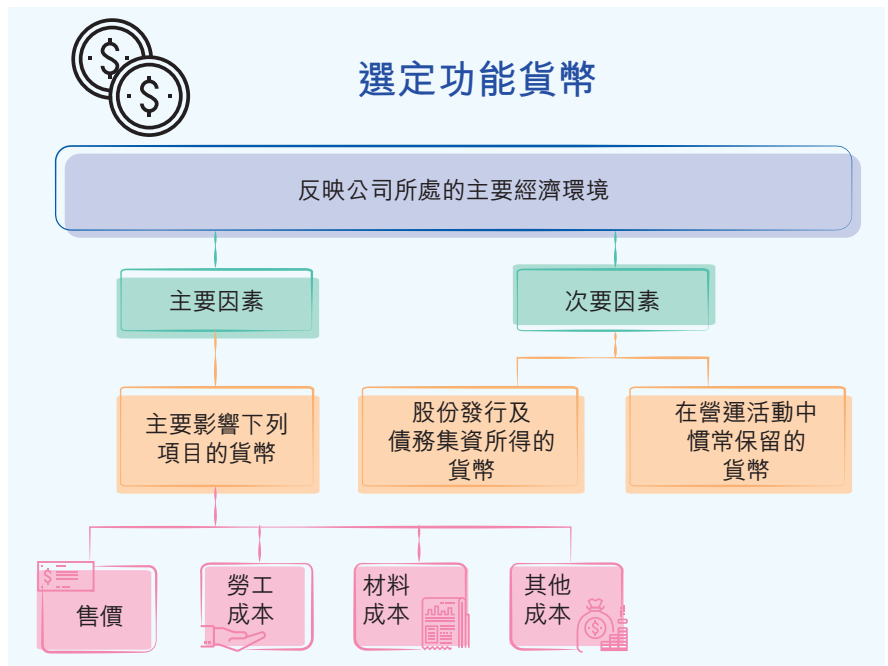 選定功能貨幣
反映公司所處的主要經濟環境
主要因素
次要因素
主要影響下列
項目的貨幣
股份發行及
債務集資所得的
貨幣
在營運活動中
慣常保留的
貨幣
售價
勞工
成本
材料
成本
其他
成本